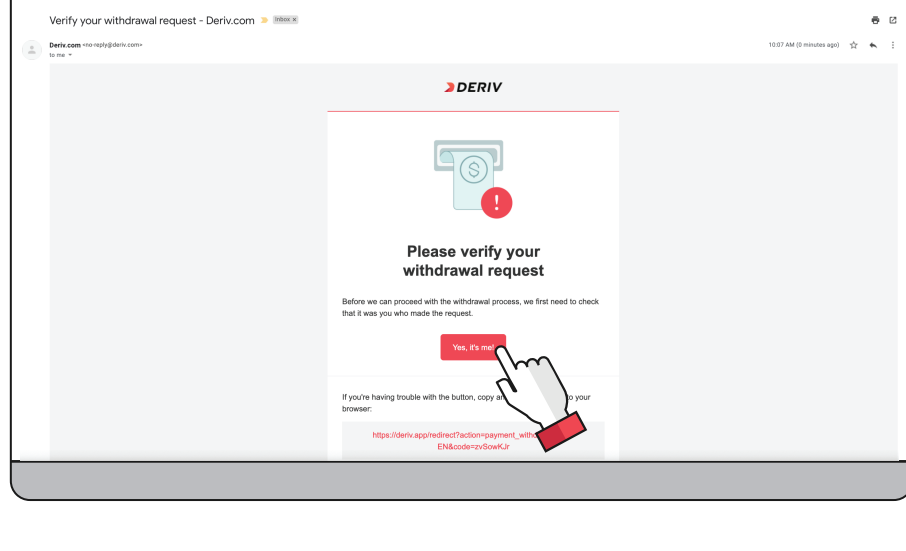 Verify your withdrawal request - Deriv.com
Inbox x
Deriv.com <no-reply@deriv.com>
10:07 AM (0 minutes ago)
to me
DERIV
Please verify your
withdrawal request
Before we can proceed with the withdrawal process, we first need to check
that it was you who made the request.
Yes, it's me!
If you're having trouble with the button, copy to your
browser:
https://deriv.app/redirect?action=payment_with
EN&code=zvSowKJr